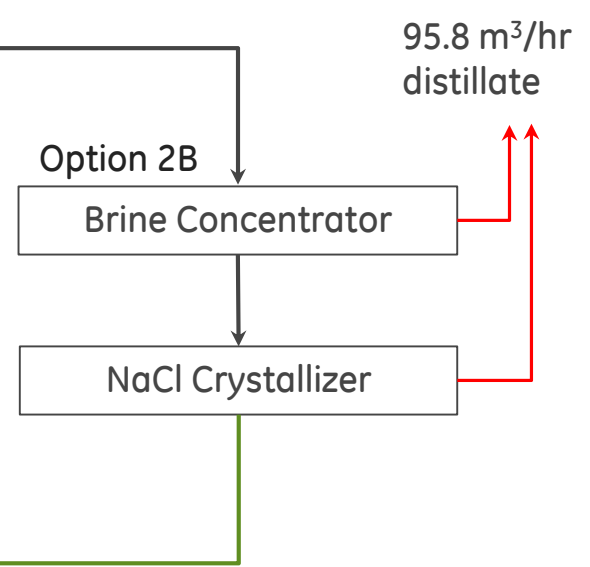 95.8 m³/hr
distillate
Option 2B
Brine Concentrator
NaCl Crystallizer